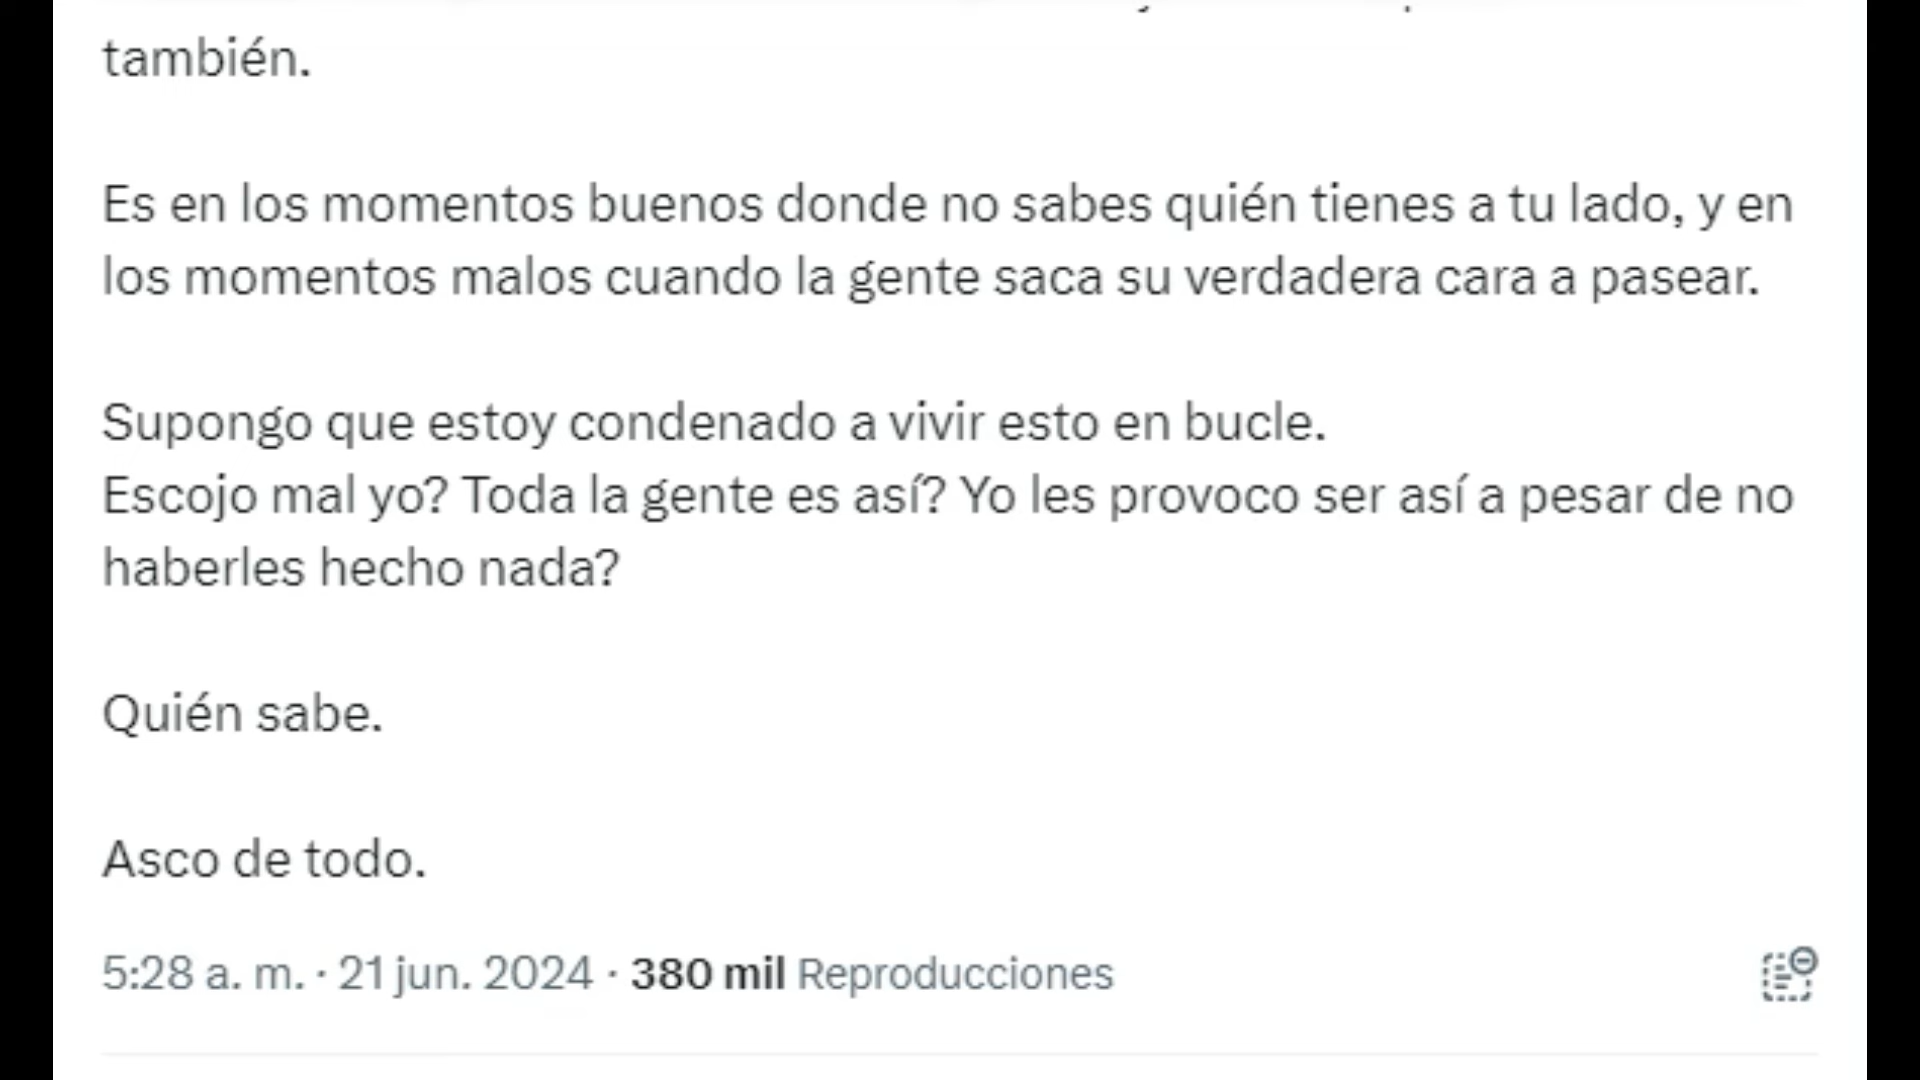 también.
Es en los momentos buenos donde no sabes quién tienes a tu lado, y en
los momentos malos cuando la gente saca su verdadera cara a pasear.
Supongo que estoy condenado a vivir esto en bucle.
Escojo mal yo? Toda la gente es así? Yo les provoco ser así a pesar de no
haberles hecho nada?
Quién sabe.
Asco de todo.
5:28 a. m. · 21 jun. 2024 · 380 mil Reproducciones